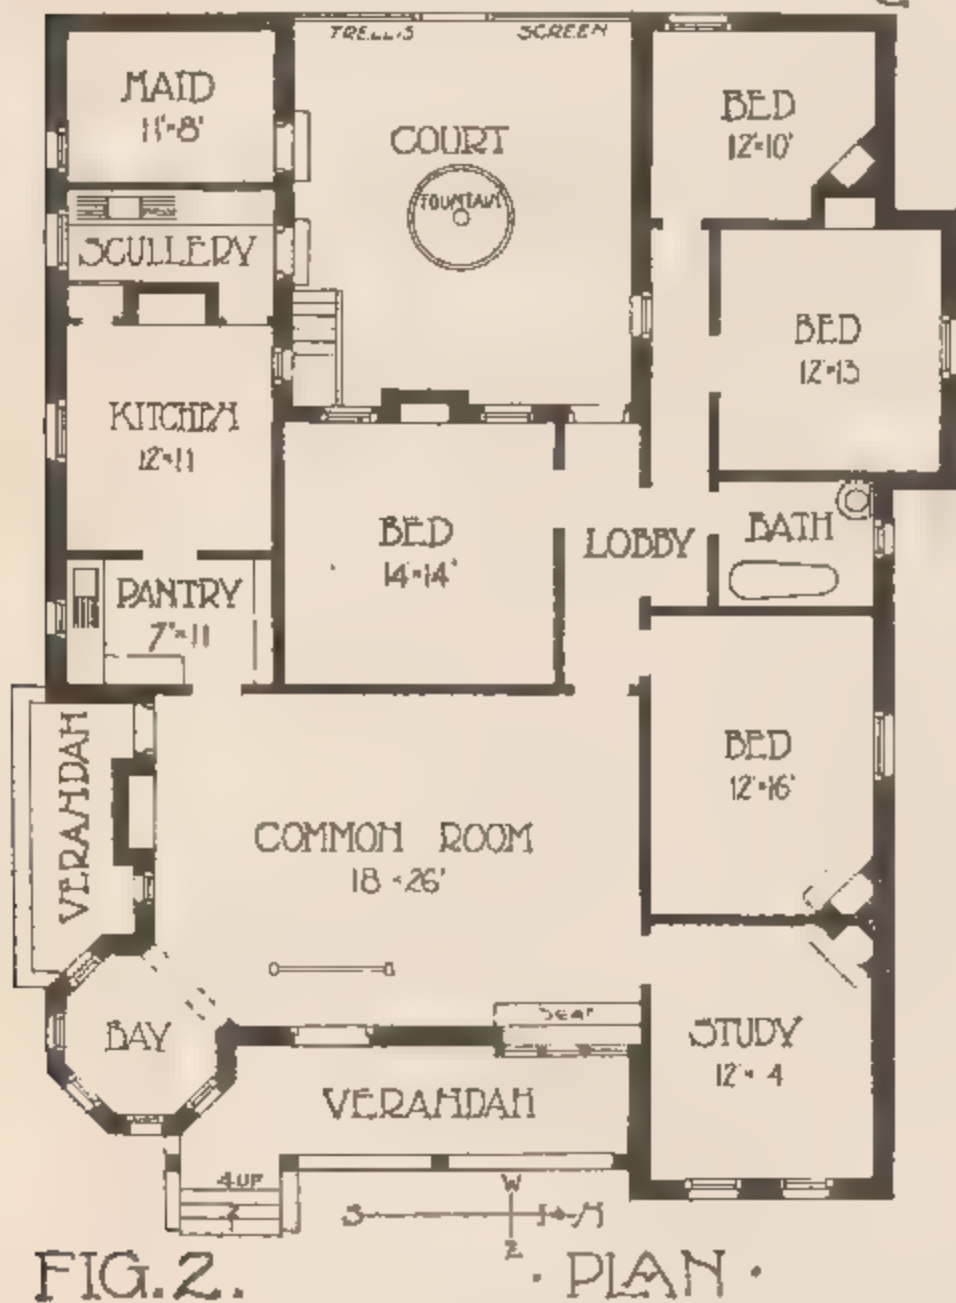 TRELLIS SCREEN
MAID
11'×8'
COURT
FOUNTAIN
BED
12'×10'
SCULLERY
BED
12'×13
KITCHEN
12'×11
BED
14'×14'
LOBBY
BATH
PANTRY
7'×11
VERANDAH
COMMON ROOM
18 × 26'
BED
12'×16'
BAY
SEAT
STUDY
VERANDAH
4 UP
W
S N
E
FIG. 2. · PLAN ·